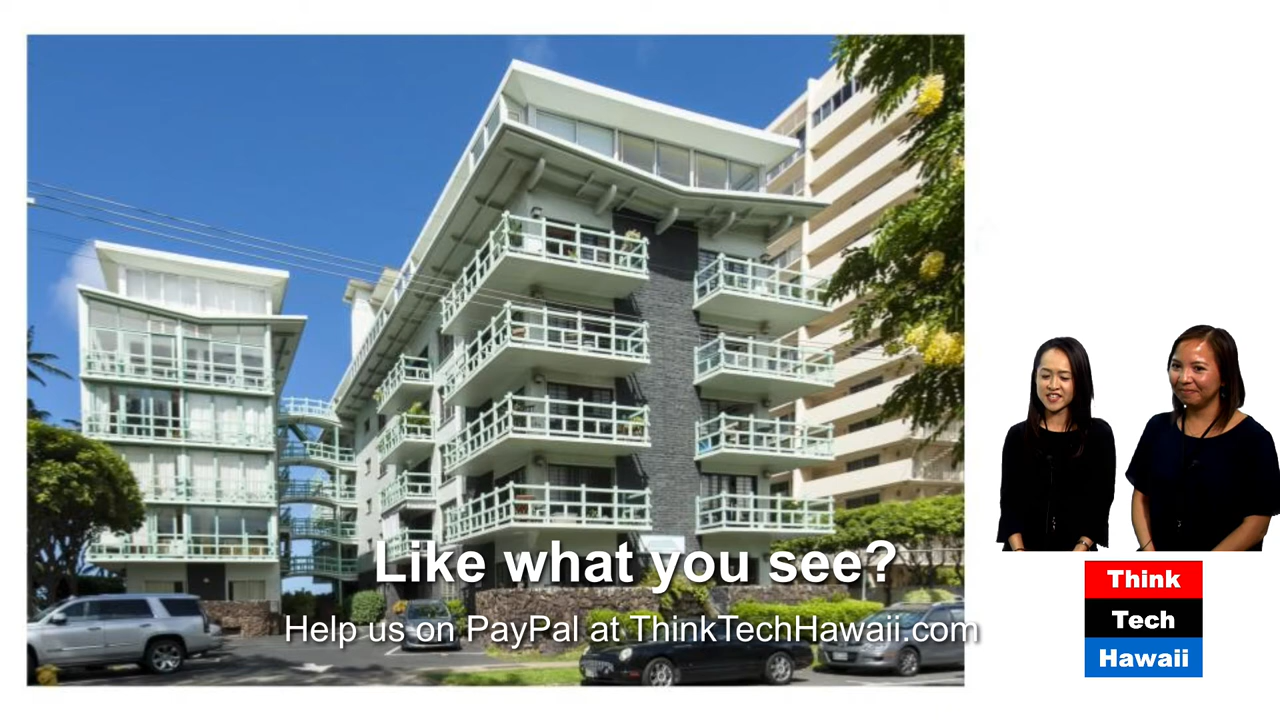 Like what you see?
Help us on PayPal at ThinkTechHawaii.com
Think
Tech
Hawaii